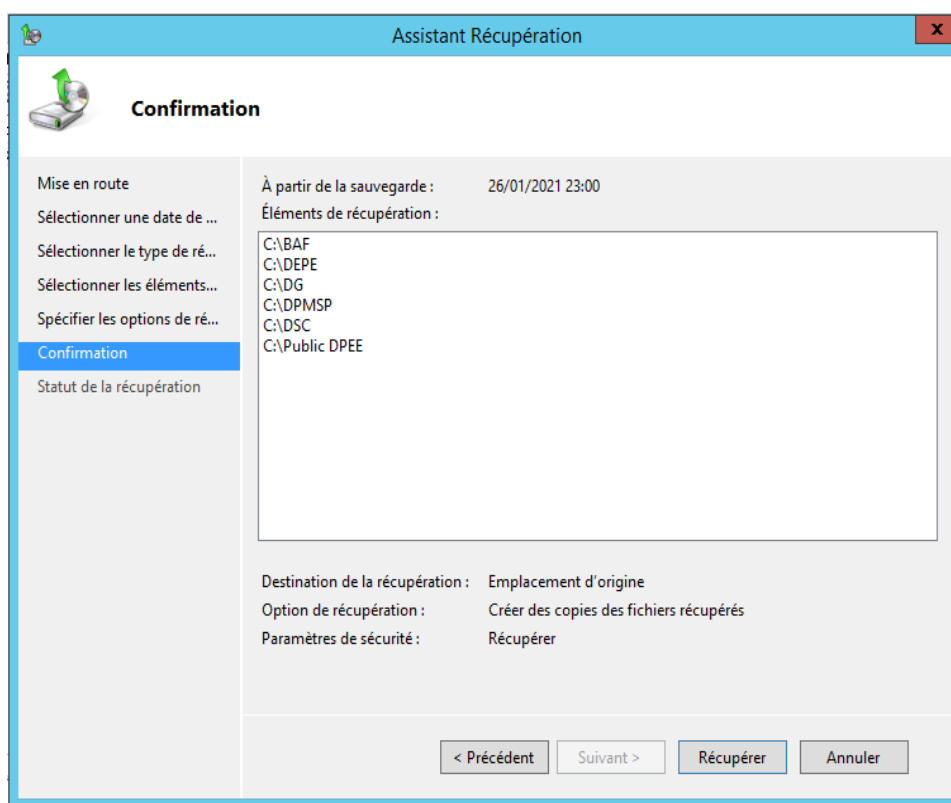 Assistant Récupération
x
Confirmation
Mise en route
Sélectionner une date de ...
Sélectionner le type de ré...
Sélectionner les éléments...
Spécifier les options de ré...
Confirmation
Statut de la récupération
À partir de la sauvegarde : 26/01/2021 23:00
Éléments de récupération :
C:\BAF
C:\DEPE
C:\DG
C:\DPMSP
C:\DSC
C:\Public DPEE
Destination de la récupération : Emplacement d'origine
Option de récupération : Créer des copies des fichiers récupérés
Paramètres de sécurité : Récupérer
< Précédent Suivant > Récupérer Annuler